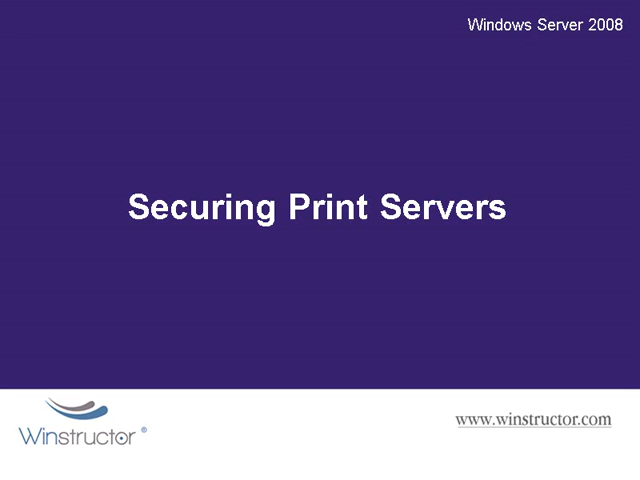 Windows Server 2008
Securing Print Servers
Winstructor®
www.winstructor.com